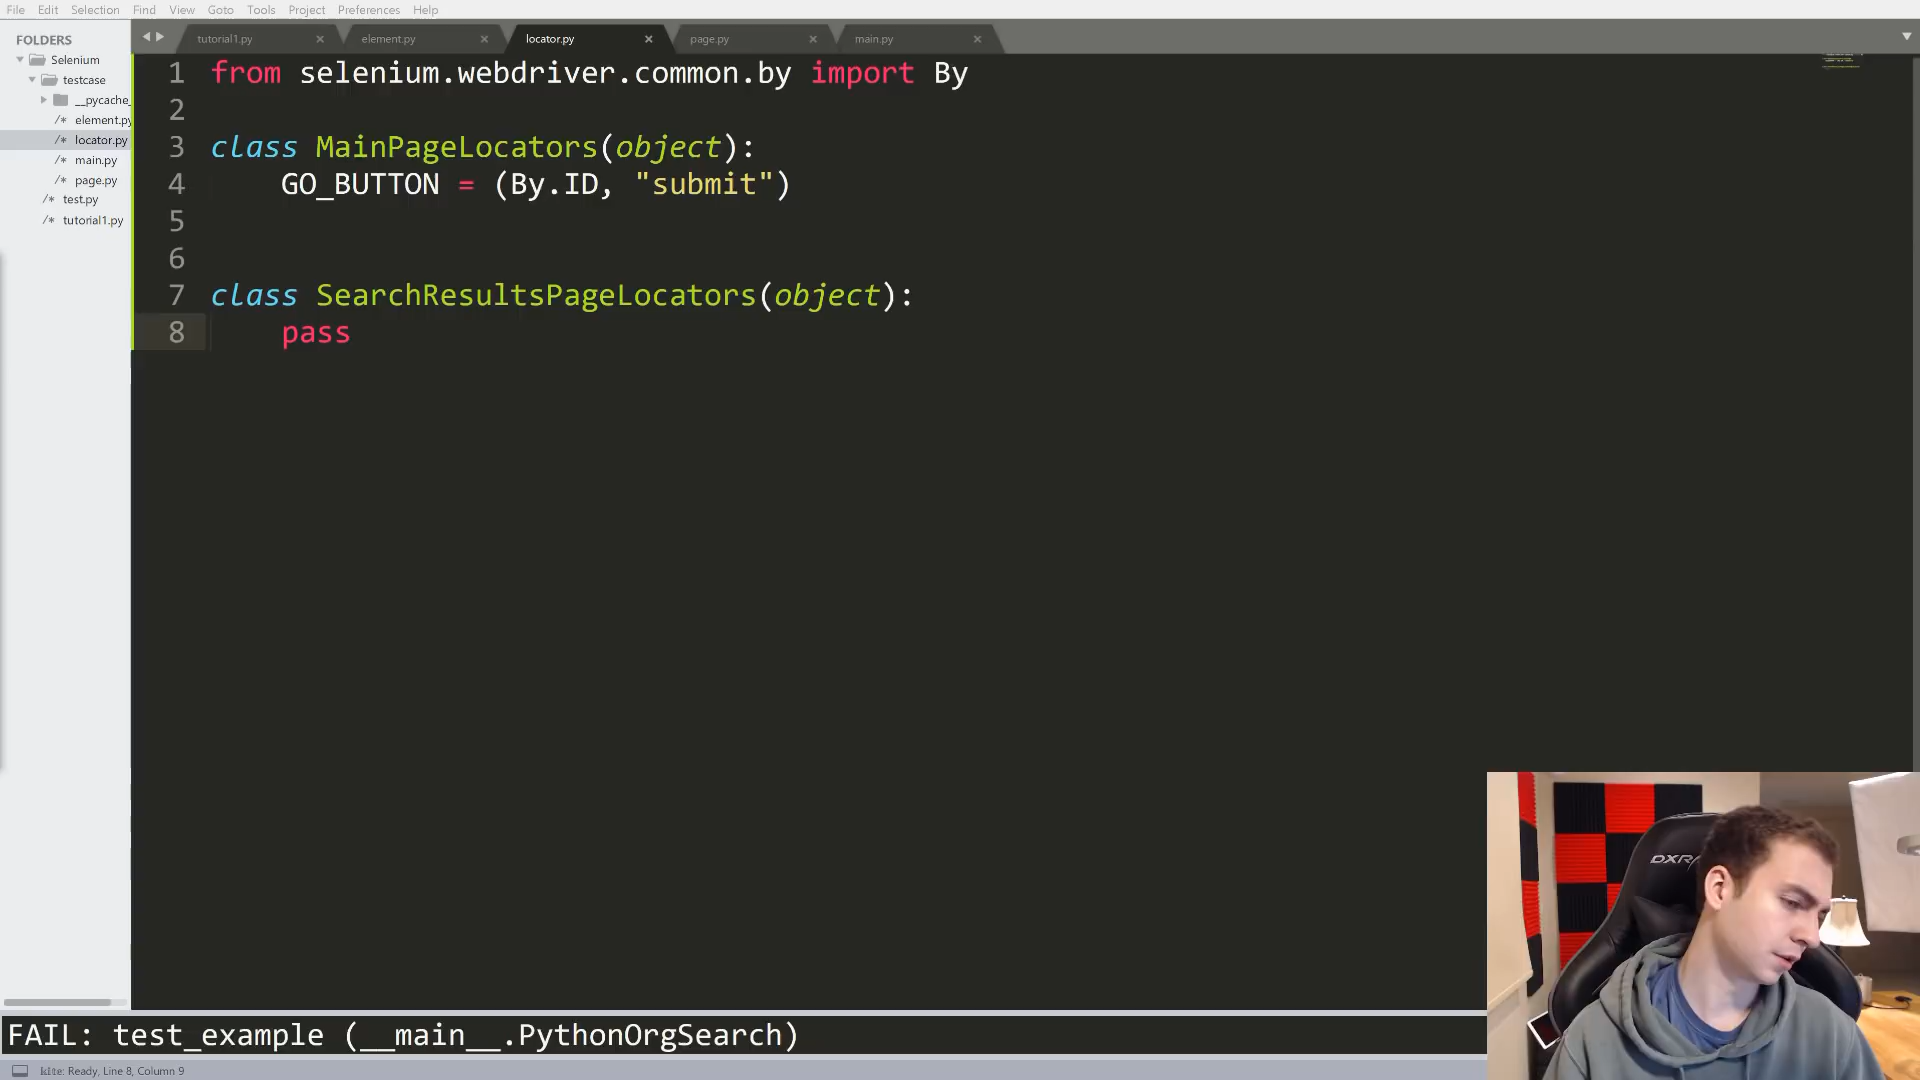 File Edit Selection Find View Goto Tools Project Preferences Help
FOLDERS
Selenium
testcase
__pycache_
element.py
locator.py
main.py
page.py
test.py
tutorial1.py
tutorial1.py element.py locator.py page.py main.py
1 from selenium.webdriver.common.by import By
2
3 class MainPageLocators(object):
4 GO_BUTTON = (By.ID, "submit")
5
6
7 class SearchResultsPageLocators(object):
8 pass
DXRA
FAIL: test_example (__main__.PythonOrgSearch)
kite: Ready, Line 8, Column 9